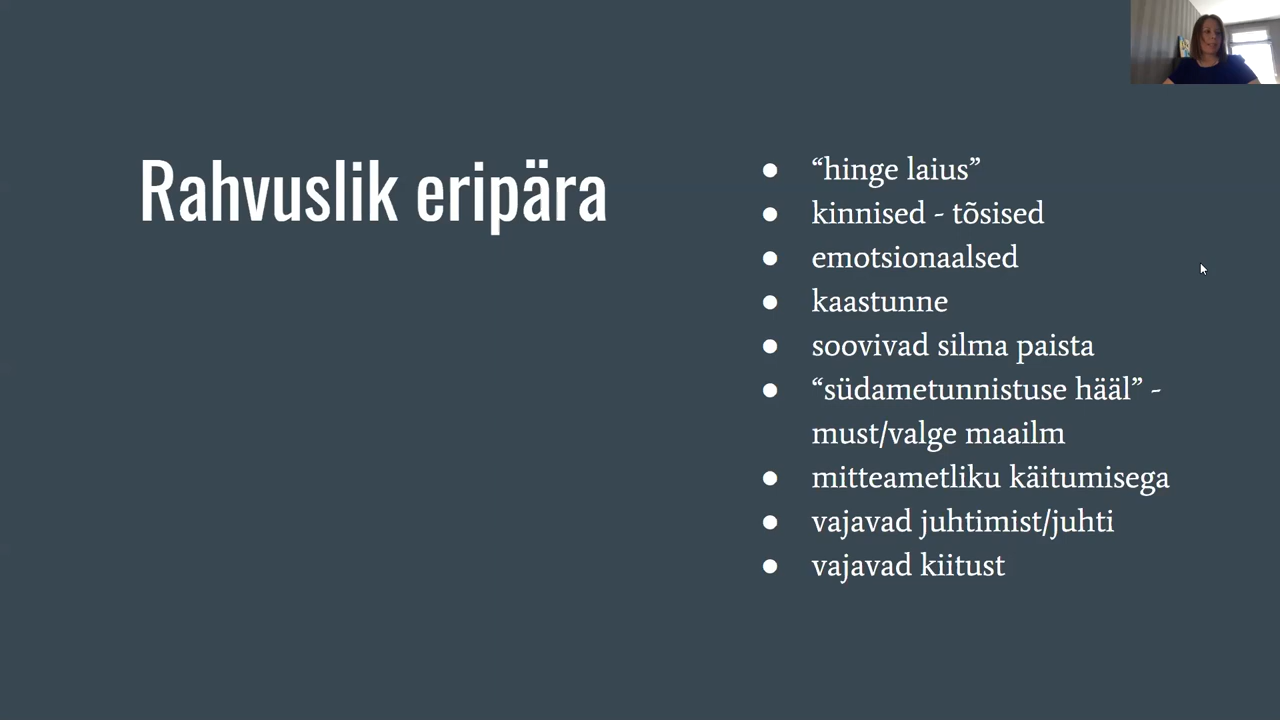 Rahvuslik eripära
● “hinge laius”
● kinnised - tõsised
● emotsionaalsed
● kaastunne
● soovivad silma paista
● “südametunnistuse hääl” -
must/valge maailm
● mitteametliku käitumisega
● vajavad juhtimist/juhti
● vajavad kiitust